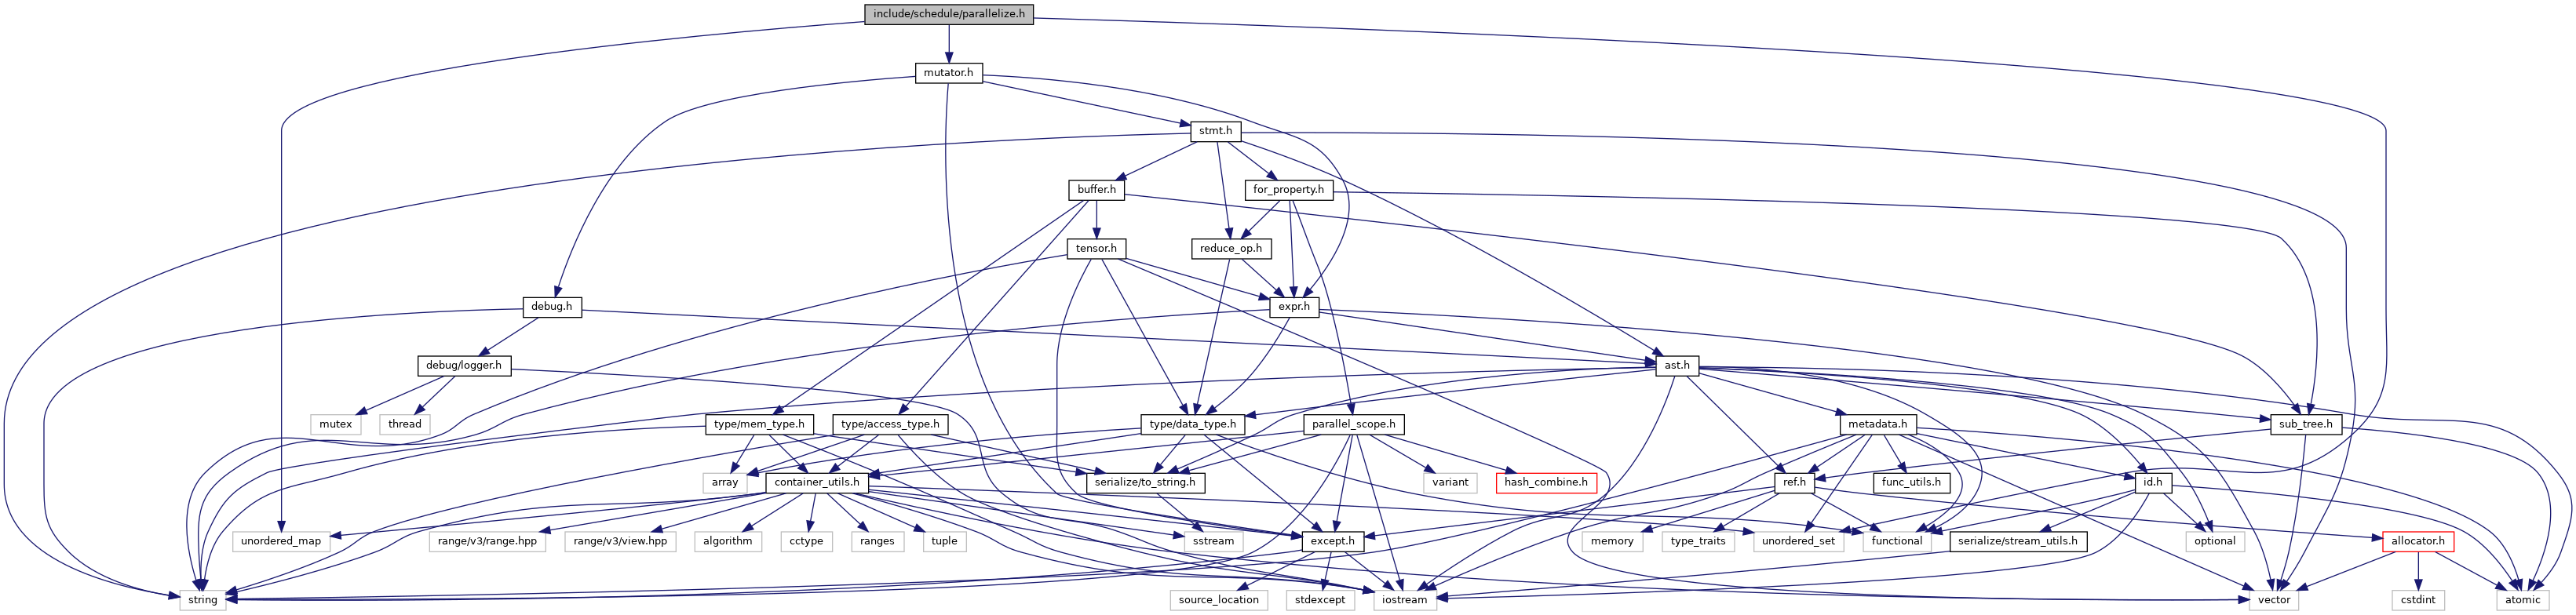 include/schedule/parallelize.h
mutator.h
stmt.h
buffer.h
for_property.h
tensor.h
reduce_op.h
debug.h
expr.h
debug/logger.h
ast.h
mutex
thread
type/mem_type.h
type/access_type.h
type/data_type.h
parallel_scope.h
metadata.h
sub_tree.h
array
container_utils.h
serialize/to_string.h
variant
hash_combine.h
ref.h
func_utils.h
id.h
unordered_map
range/v3/range.hpp
range/v3/view.hpp
algorithm
cctype
ranges
tuple
sstream
except.h
memory
type_traits
unordered_set
functional
serialize/stream_utils.h
optional
allocator.h
string
source_location
stdexcept
iostream
vector
cstdint
atomic